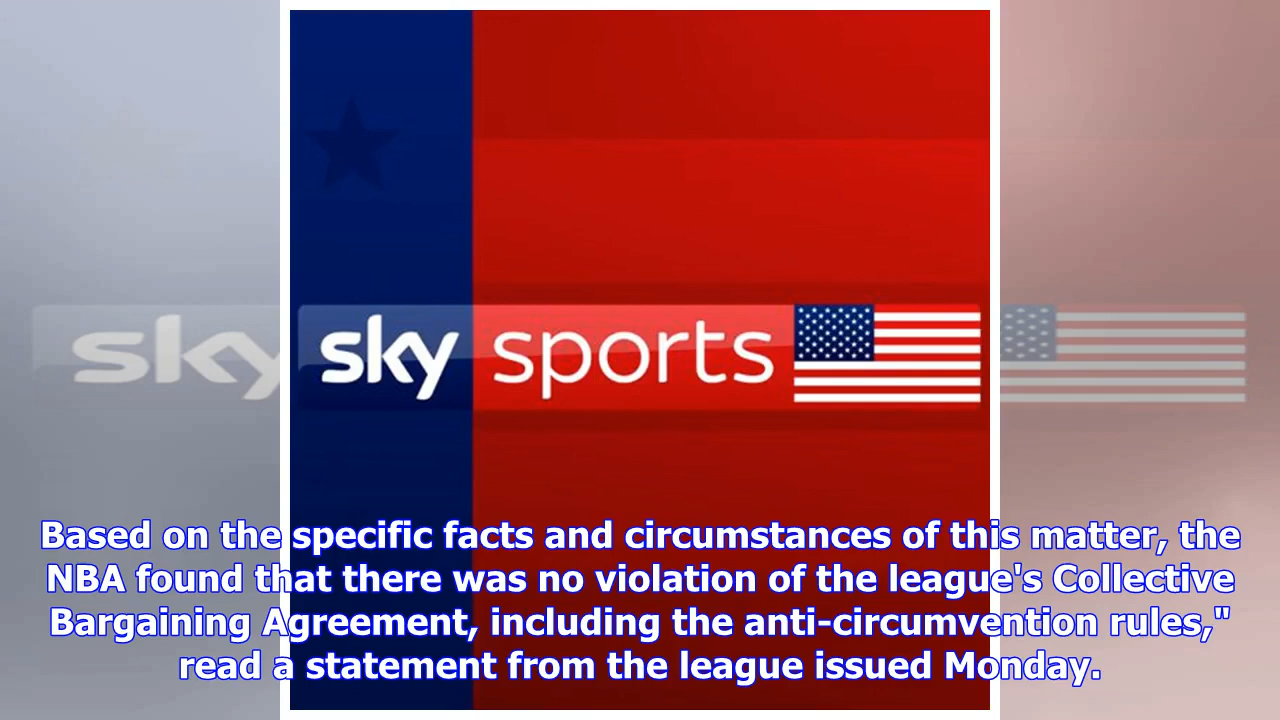 sky sports
Based on the specific facts and circumstances of this matter, the
NBA found that there was no violation of the league's Collective
Bargaining Agreement, including the anti-circumvention rules,"
read a statement from the league issued Monday.